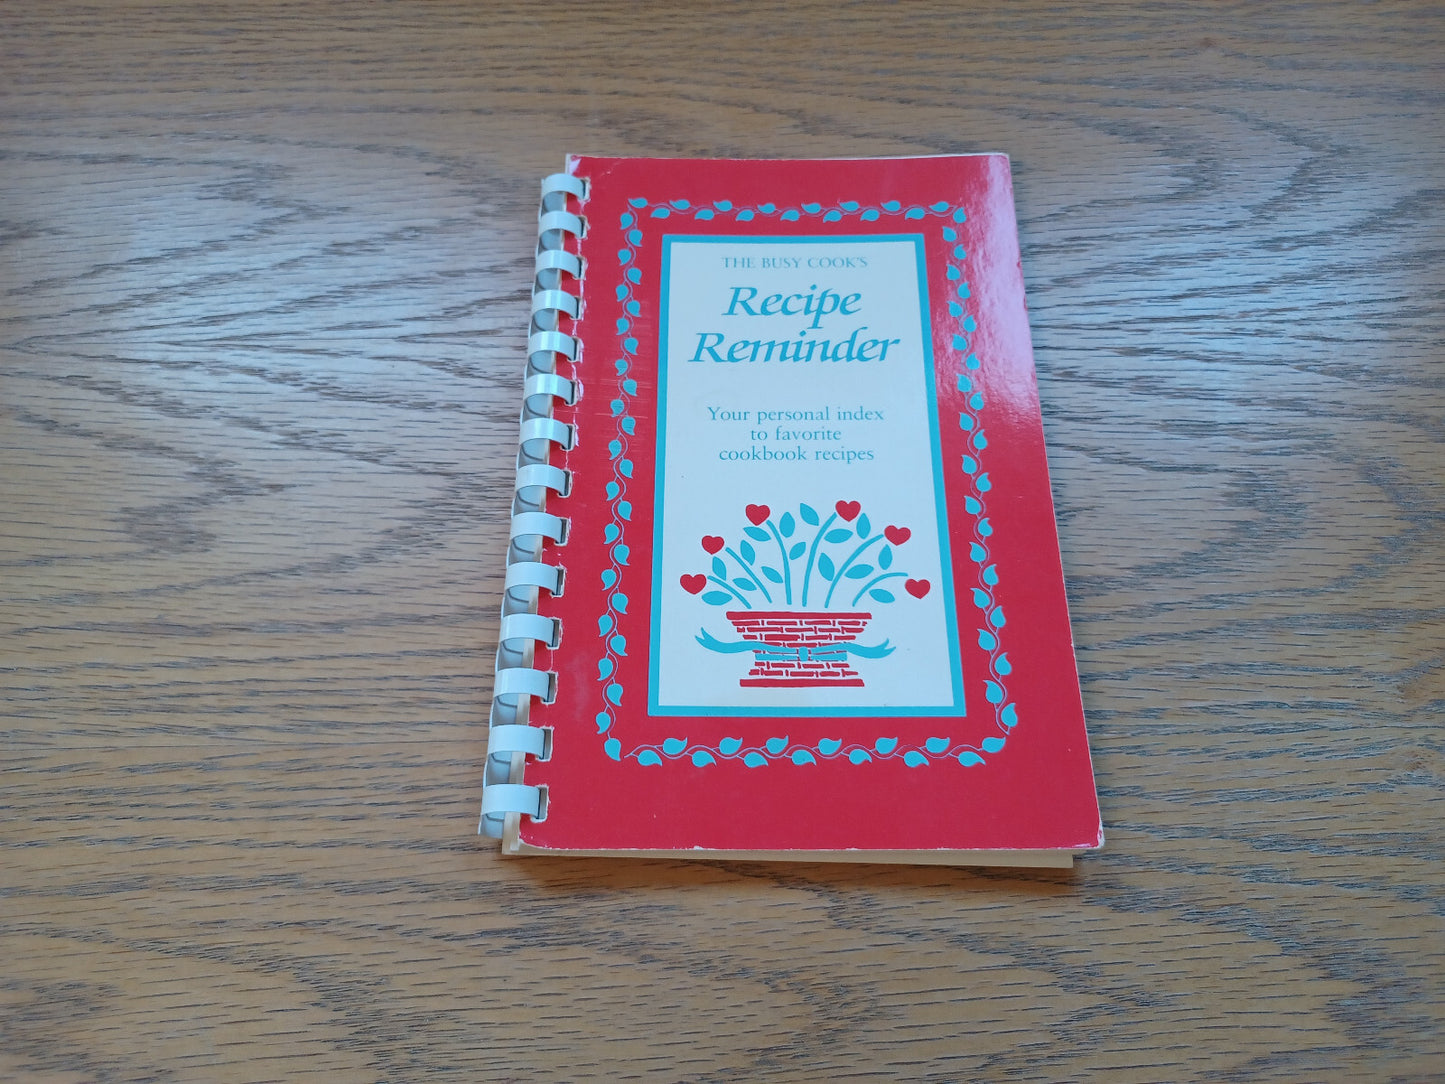 THE BUSY COOK'S
Recipe
Reminder
Your personal index
to favorite
cookbook recipes